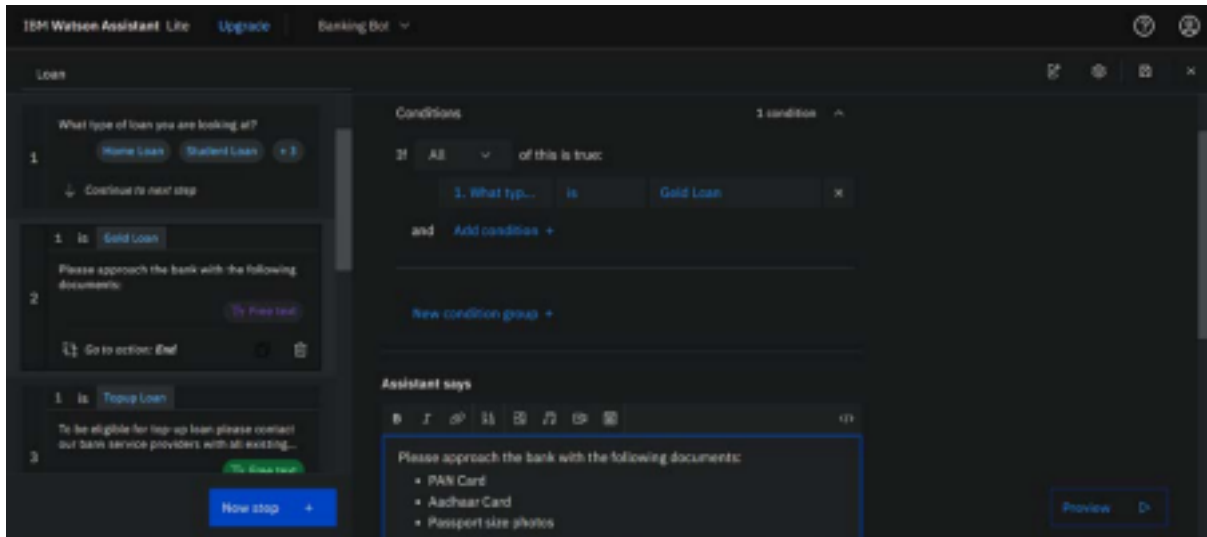 IBM Watson Assistant Lite Upgrade Banking Bot
Loan
1
What type of loan you are looking at?
Home Loan Student Loan + 3
Continue to next step
2
1 is Gold Loan
Please approach the bank with the following
documents:
Free text
Go to action: End
3
1 is Topup Loan
To be eligible for top-up loan please contact
our bank service providers with all existing...
Free text
New step +
Conditions 1 condition
If All of this is true:
1. What typ... is Gold Loan ×
and Add condition +
New condition group +
Assistant says
B I </>
Please approach the bank with the following documents:
• PAN Card
• Aadhaar Card
• Passport size photos
Preview